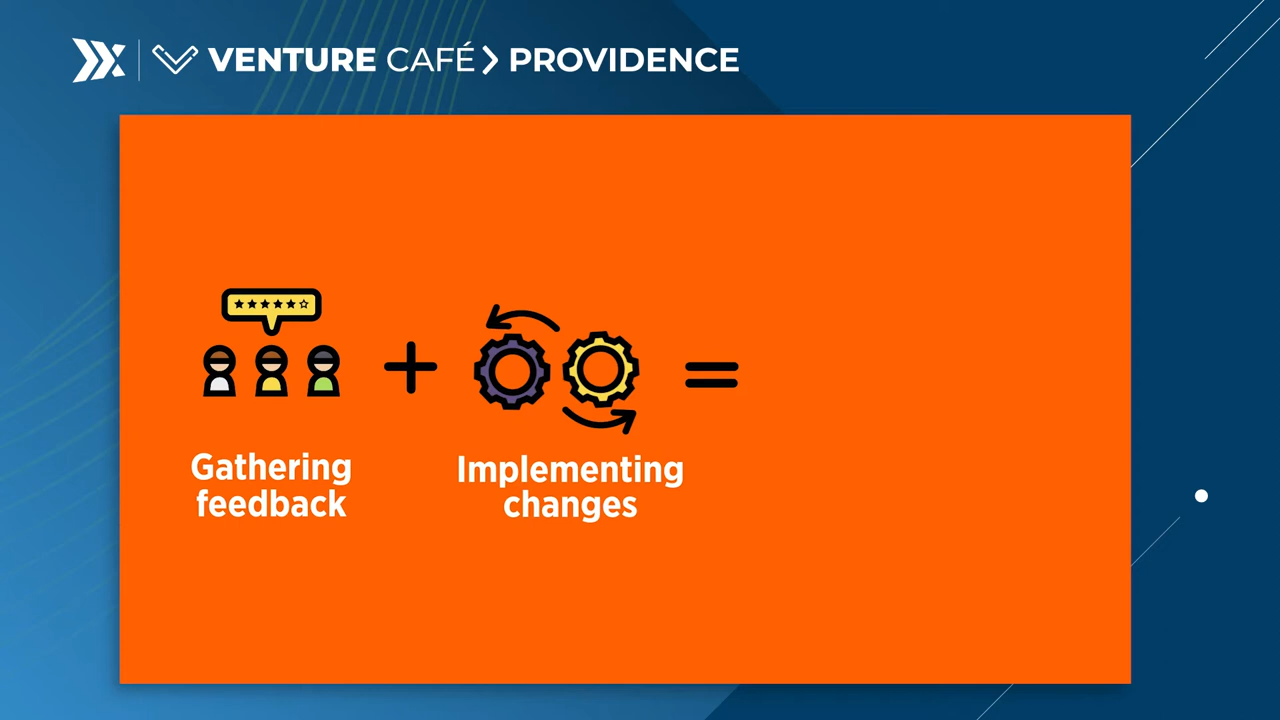 VENTURE CAFÉ PROVIDENCE
+ =
Gathering
feedback
Implementing
changes